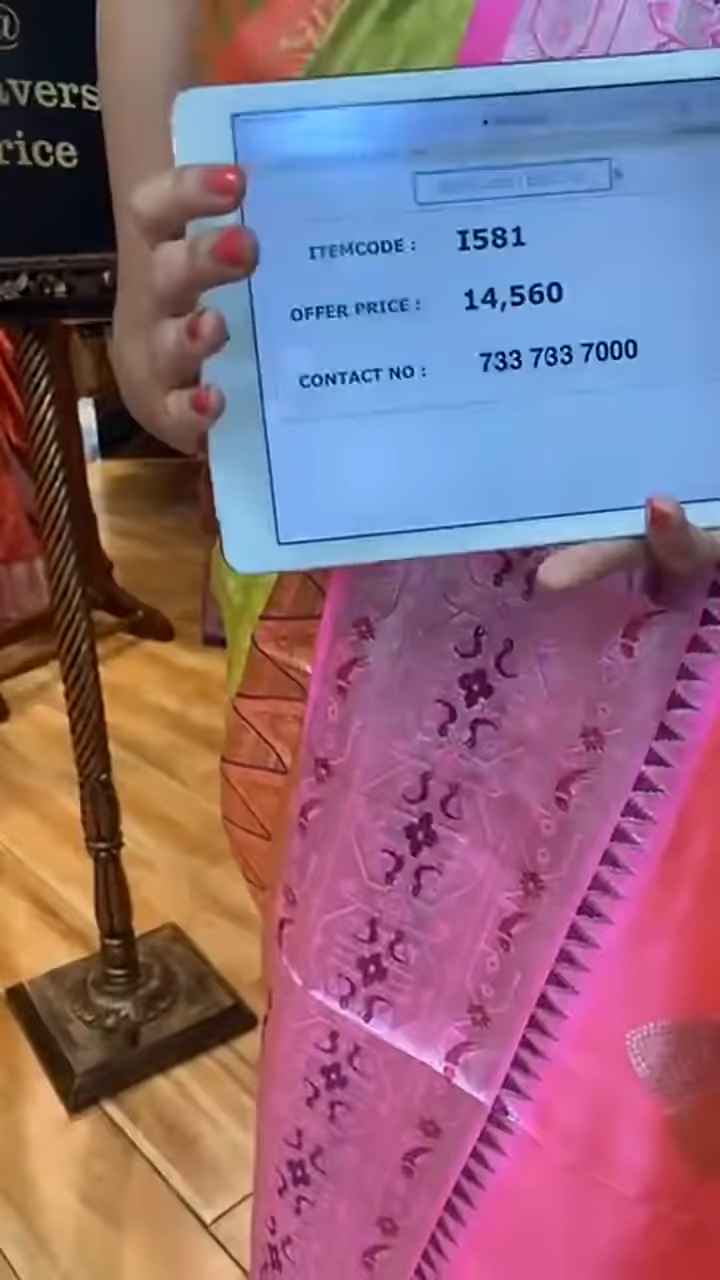 @
avers
rice
ITEMCODE : I581
OFFER PRICE : 14,560
CONTACT NO : 733 733 7000